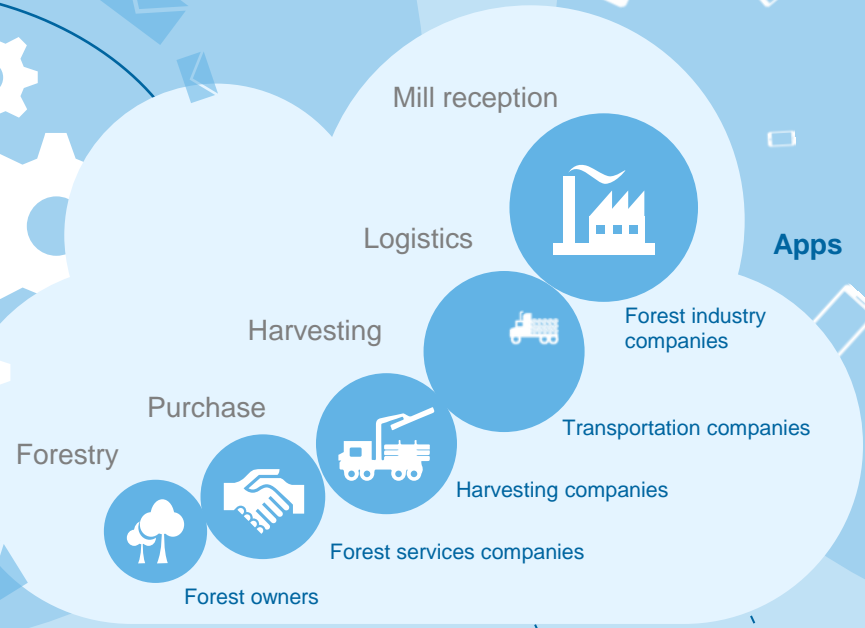 Mill reception
Logistics
Apps
Forest industry
companies
Harvesting
Purchase
Transportation companies
Forestry
Harvesting companies
Forest services companies
Forest owners